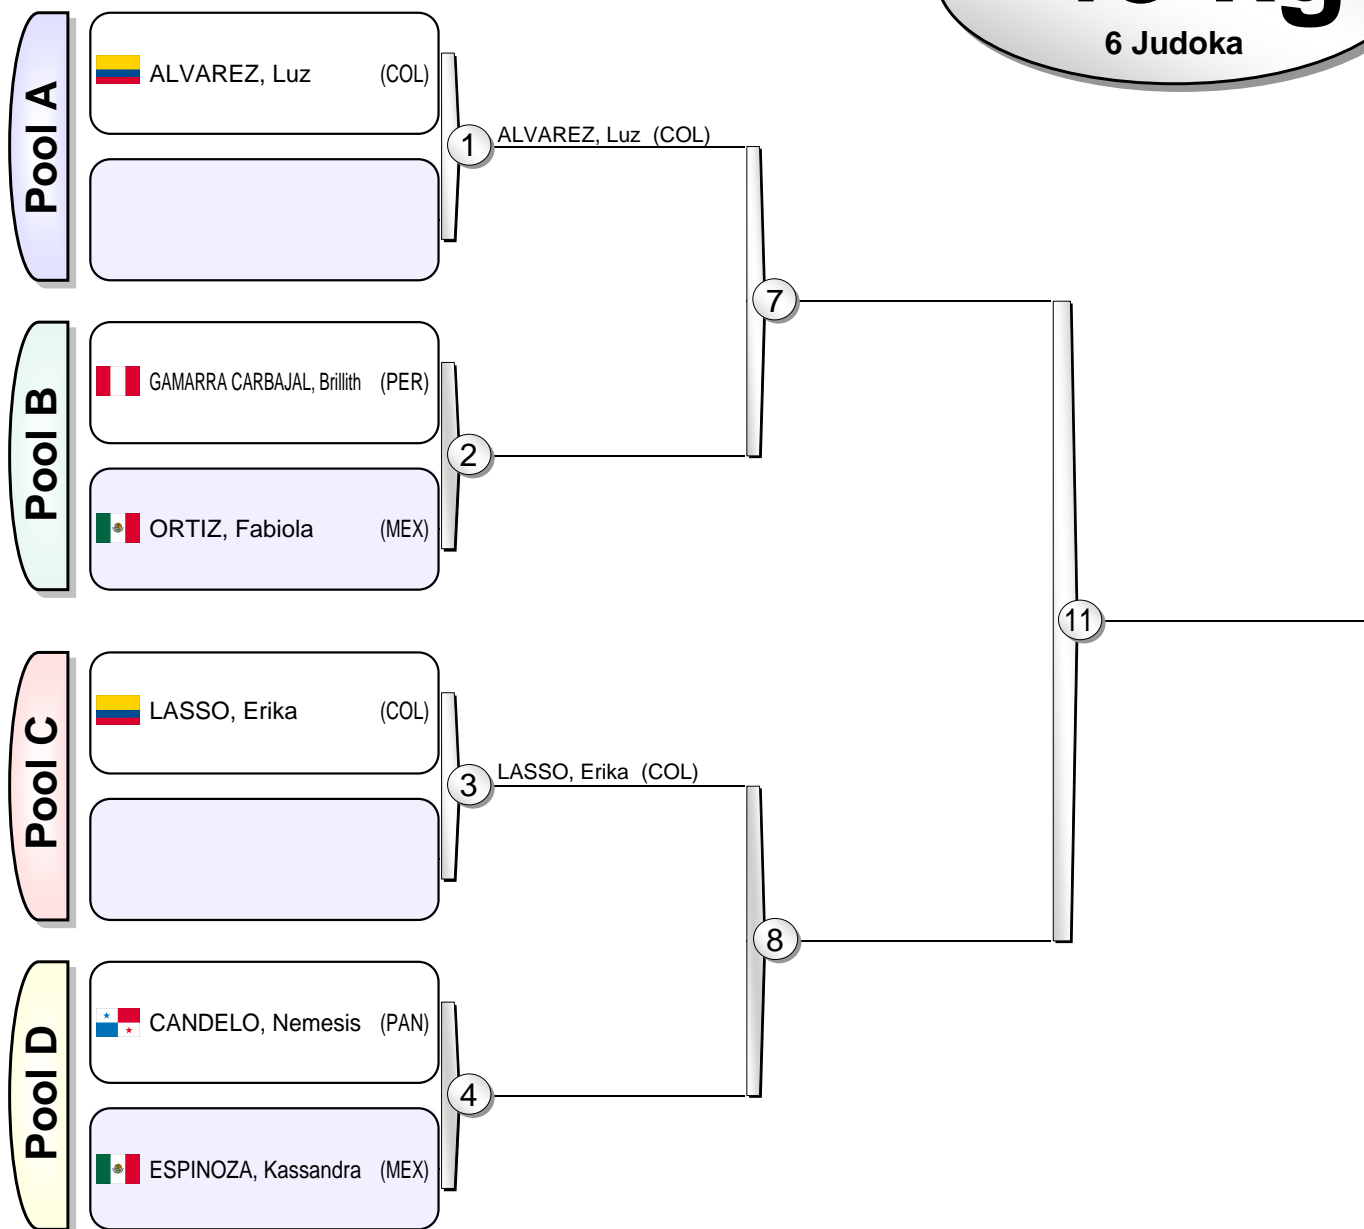 6 Judoka
Pool A
ALVAREZ, Luz (COL)
1
ALVAREZ, Luz (COL)
7
Pool B
GAMARRA CARBAJAL, Brillith (PER)
2
ORTIZ, Fabiola (MEX)
11
Pool C
LASSO, Erika (COL)
3
LASSO, Erika (COL)
8
Pool D
CANDELO, Nemesis (PAN)
4
ESPINOZA, Kassandra (MEX)